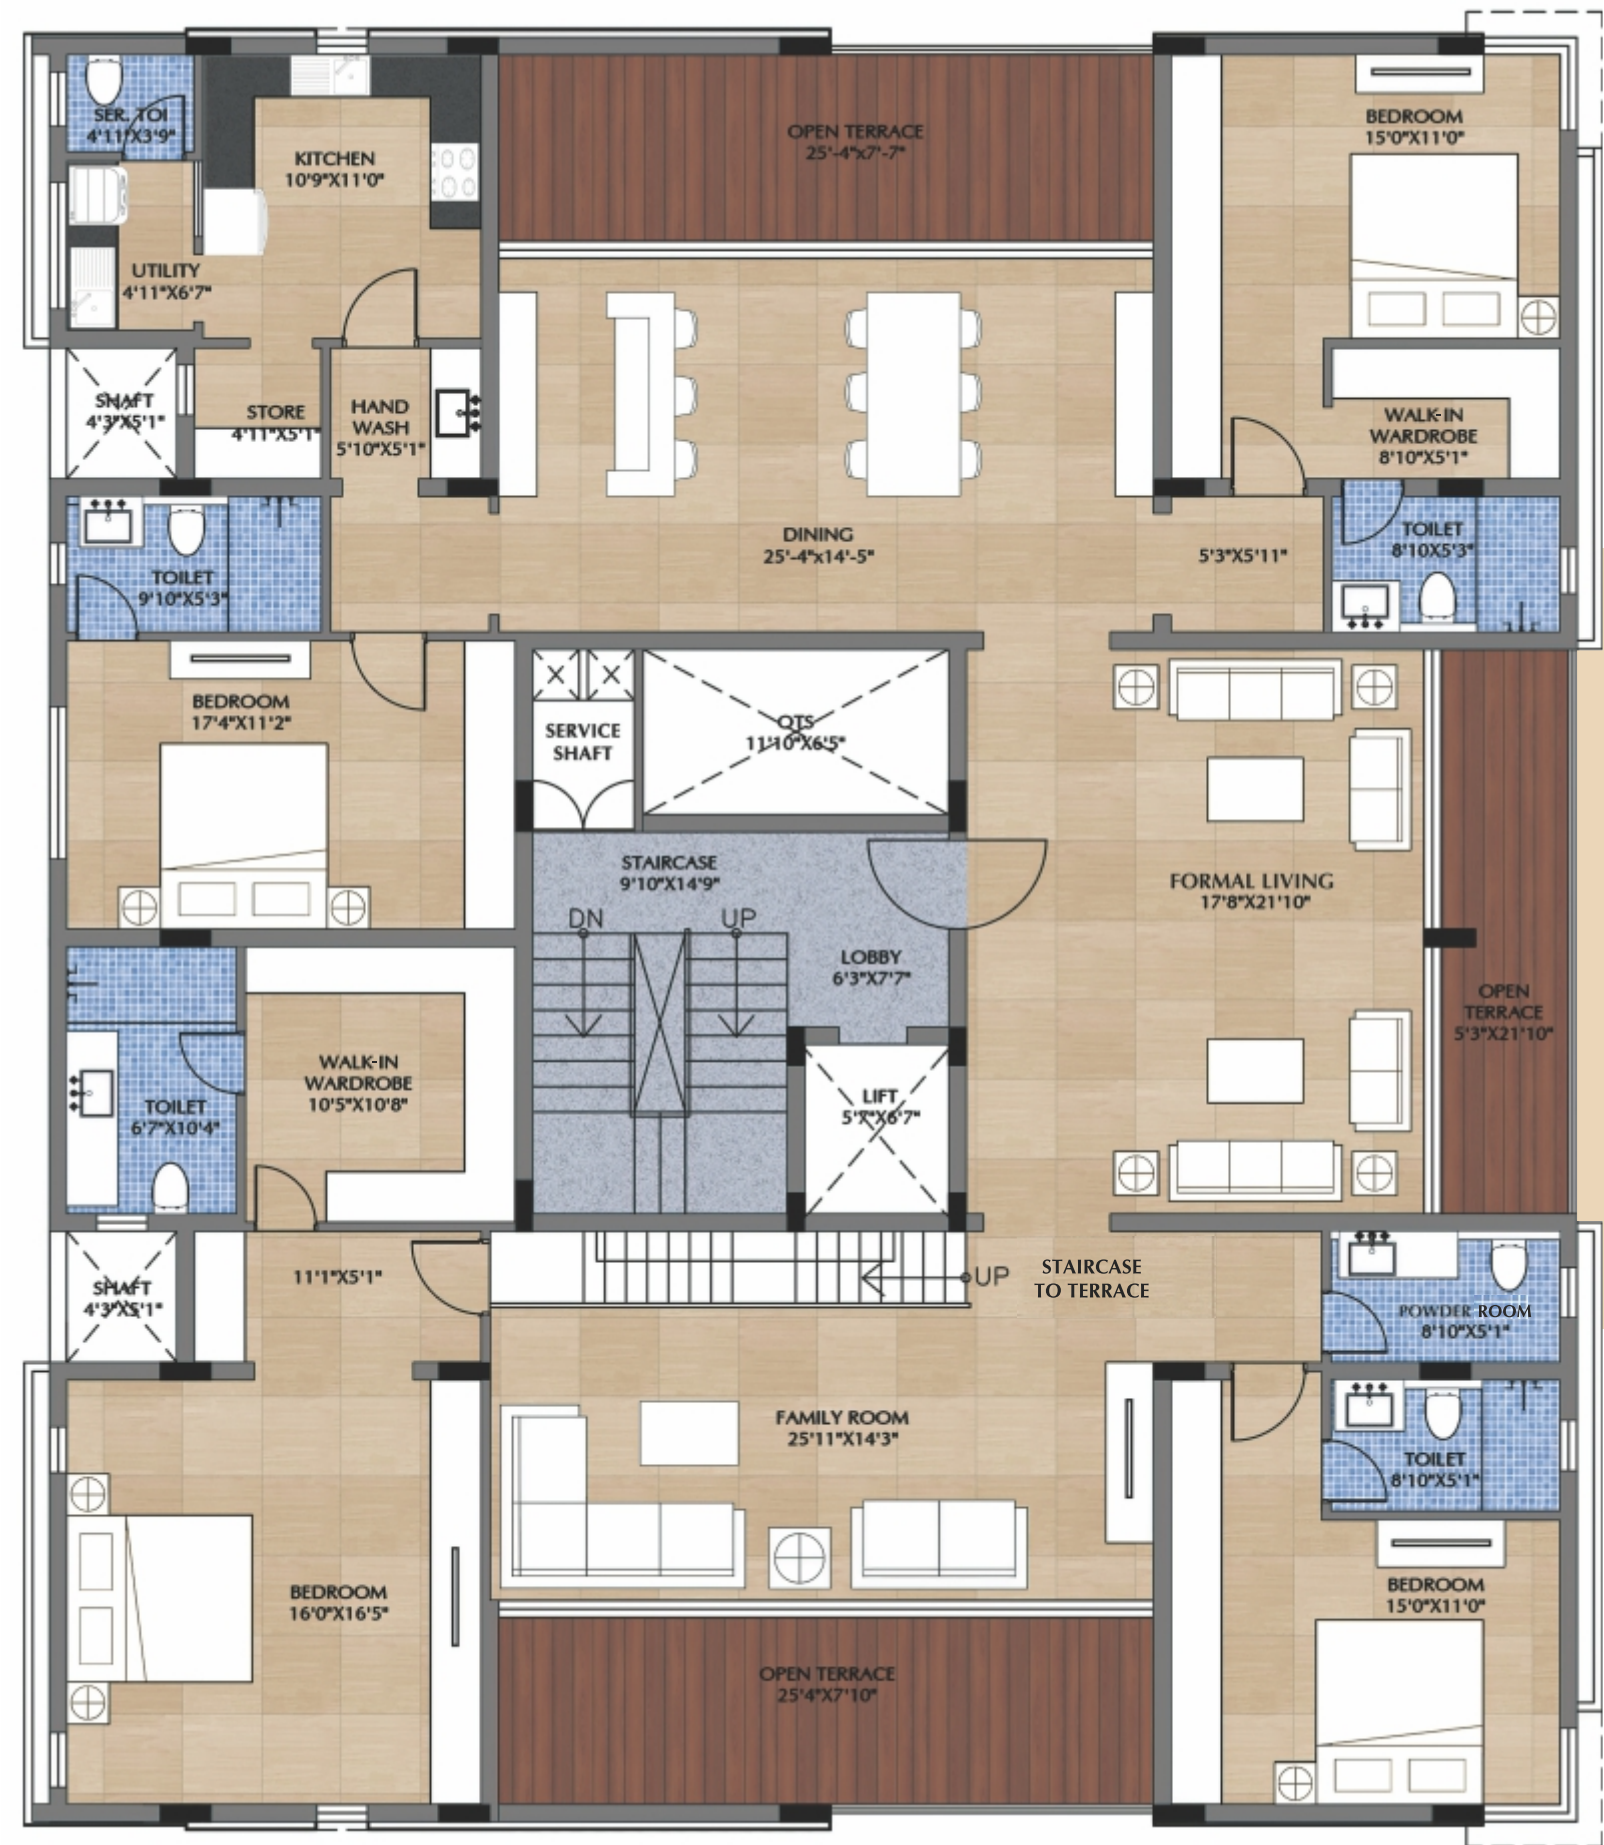 SER. TOI
4'11"X3'9"
KITCHEN
10'9"X11'0"
OPEN TERRACE
25'-4"x7'-7"
BEDROOM
15'0"X11'0"
UTILITY
4'11"X6'7"
SHAFT
4'3"X5'1"
STORE
4'11"X5'1"
HAND
WASH
5'10"X5'1"
WALK-IN
WARDROBE
8'10"X5'1"
DINING
25'-4"x14'-5"
5'3"X5'11"
TOILET
8'10X5'3"
TOILET
9'10"X5'3"
BEDROOM
17'4"X11'2"
SERVICE
SHAFT
OTS
11'10"X6'5"
STAIRCASE
9'10"X14'9"
DN
UP
FORMAL LIVING
17'8"X21'10"
LOBBY
6'3"X7'7"
OPEN
TERRACE
5'3"X21'10"
WALK-IN
WARDROBE
10'5"X10'8"
TOILET
6'7"X10'4"
LIFT
5'7"X6'7"
SHAFT
4'3"X5'1"
11'1"X5'1"
UP
STAIRCASE
TO TERRACE
POWDER ROOM
8'10"X5'1"
FAMILY ROOM
25'11"X14'3"
TOILET
8'10"X5'1"
BEDROOM
16'0"X16'5"
BEDROOM
15'0"X11'0"
OPEN TERRACE
25'4"X7'10"